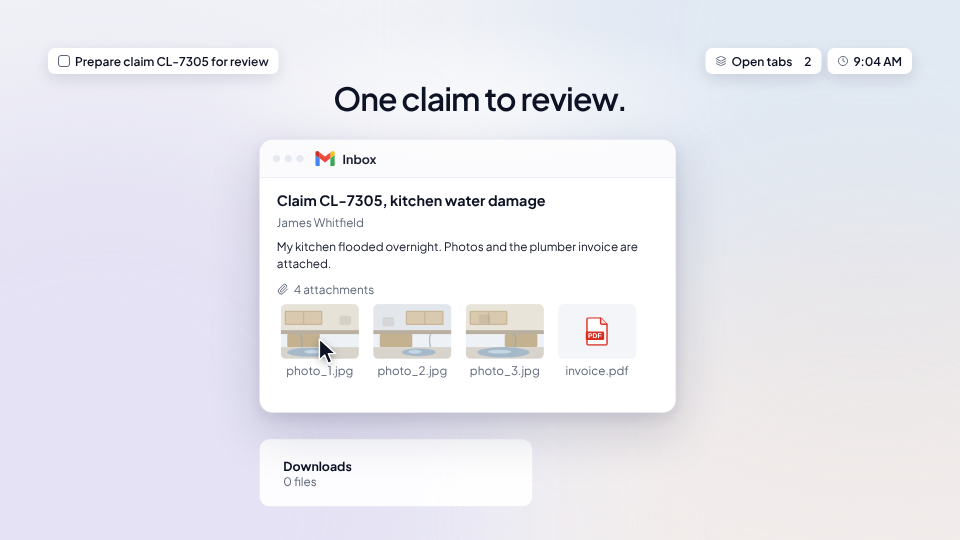 Prepare claim CL-7305 for review
Open tabs 2
9:04 AM
One claim to review.
Inbox
Claim CL-7305, kitchen water damage
James Whitfield
My kitchen flooded overnight. Photos and the plumber invoice are
attached.
4 attachments
PDF
photo_1.jpg
photo_2.jpg
photo_3.jpg
invoice.pdf
Downloads
0 files